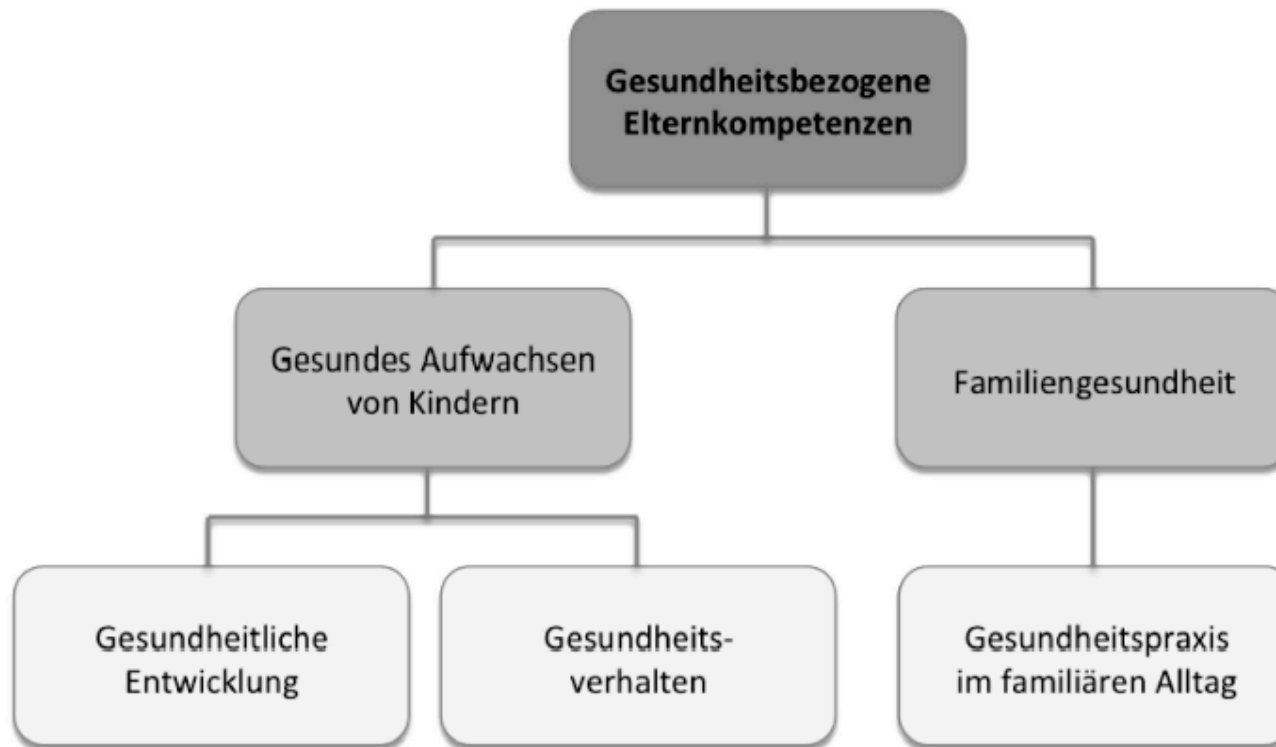 Gesundheitsbezogene
Elternkompetenzen
Gesundes Aufwachsen
von Kindern
Familiengesundheit
Gesundheitliche
Entwicklung
Gesundheits-
verhalten
Gesundheitspraxis
im familiären Alltag